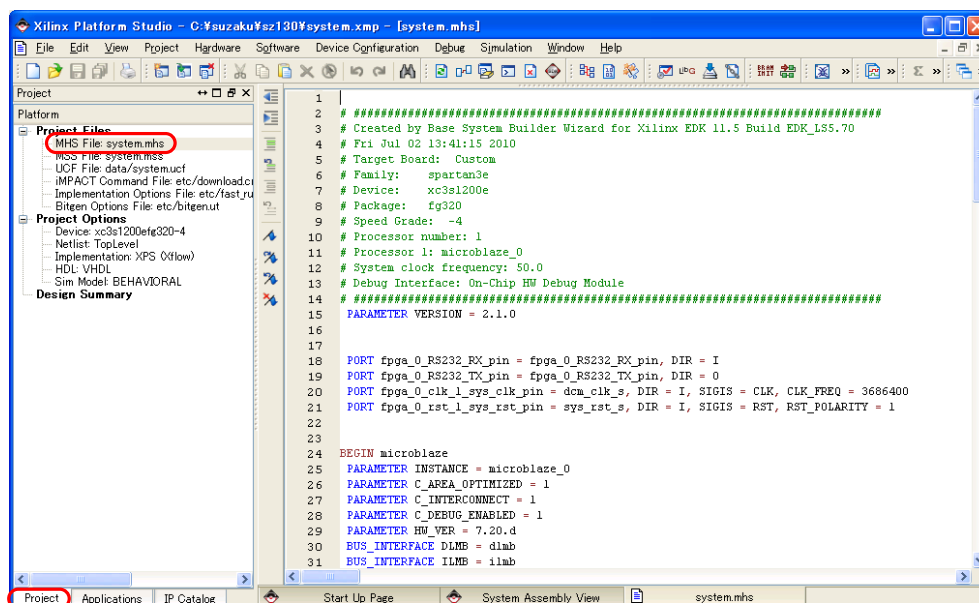 Xilinx Platform Studio - C:¥suzaku¥sz130¥system.xmp - [system.mhs]
File Edit View Project Hardware Software Device Configuration Debug Simulation Window Help
Project
Platform
Project Files
MHS File: system.mhs
MSS File: system.mss
UCF File: data/system.ucf
iMPACT Command File: etc/download.c
Implementation Options File: etc/fast_ru
Bitgen Options File: etc/bitgen.ut
Project Options
Device: xc3s1200efg320-4
Netlist: TopLevel
Implementation: XPS (Xflow)
HDL: VHDL
Sim Model: BEHAVIORAL
Design Summary
1
2 # ##############################################################################
3 # Created by Base System Builder Wizard for Xilinx EDK 11.5 Build EDK_LS5.70
4 # Fri Jul 02 13:41:15 2010
5 # Target Board: Custom
6 # Family: spartan3e
7 # Device: xc3s1200e
8 # Package: fg320
9 # Speed Grade: -4
10 # Processor number: 1
11 # Processor 1: microblaze_0
12 # System clock frequency: 50.0
13 # Debug Interface: On-Chip HW Debug Module
14 # ##############################################################################
15 PARAMETER VERSION = 2.1.0
16
17
18 PORT fpga_0_RS232_RX_pin = fpga_0_RS232_RX_pin, DIR = I
19 PORT fpga_0_RS232_TX_pin = fpga_0_RS232_TX_pin, DIR = O
20 PORT fpga_0_clk_1_sys_clk_pin = dcm_clk_s, DIR = I, SIGIS = CLK, CLK_FREQ = 3686400
21 PORT fpga_0_rst_1_sys_rst_pin = sys_rst_s, DIR = I, SIGIS = RST, RST_POLARITY = 1
22
23
24 BEGIN microblaze
25 PARAMETER INSTANCE = microblaze_0
26 PARAMETER C_AREA_OPTIMIZED = 1
27 PARAMETER C_INTERCONNECT = 1
28 PARAMETER C_DEBUG_ENABLED = 1
29 PARAMETER HW_VER = 7.20.d
30 BUS_INTERFACE DLMB = dlmb
31 BUS_INTERFACE ILMB = ilmb
Project Applications IP Catalog
Start Up Page System Assembly View system.mhs